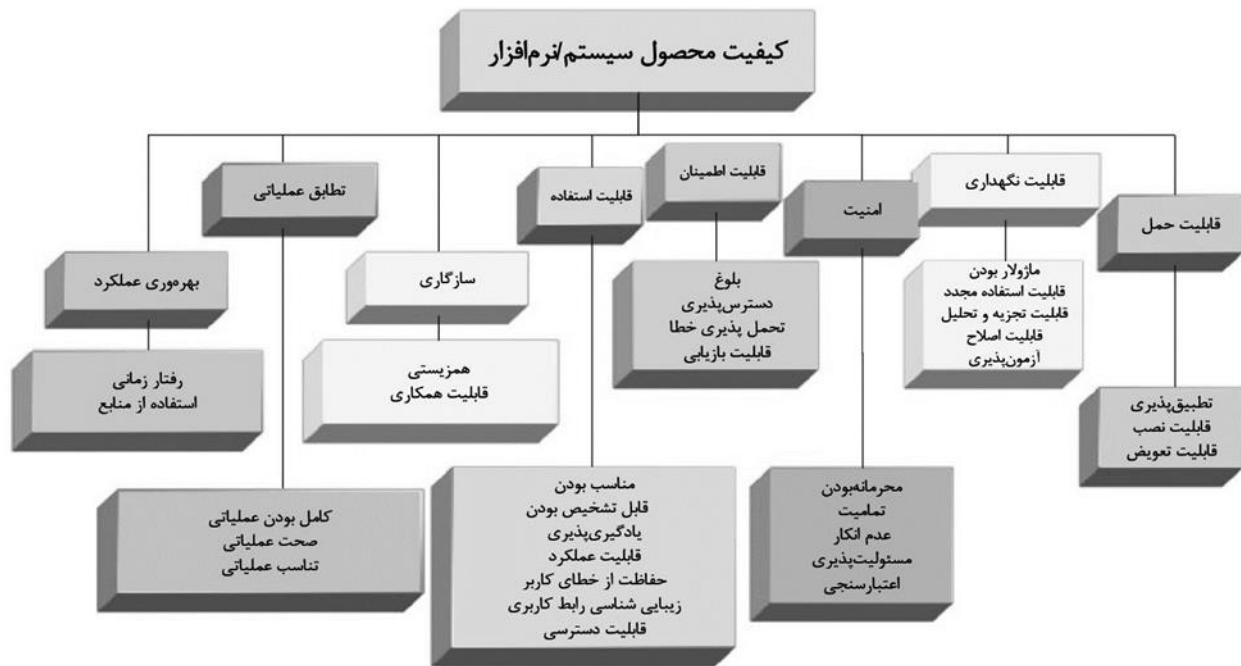 کیفیت محصول سیستم/نرم‌افزار
قابلیت حمل
تطبیق‌پذیری
قابلیت نصب
قابلیت تعویض
قابلیت نگهداری
ماژولار بودن
قابلیت استفاده مجدد
قابلیت تجزیه و تحلیل
قابلیت اصلاح
آزمون‌پذیری
امنیت
محرمانه‌بودن
تمامیت
عدم انکار
مسئولیت‌پذیری
اعتبارسنجی
قابلیت اطمینان
بلوغ
دسترس‌پذیری
تحمل پذیری خطا
قابلیت بازیابی
قابلیت استفاده
مناسب بودن
قابل تشخیص بودن
یادگیری‌پذیری
قابلیت عملکرد
حفاظت از خطای کاربر
زیبایی شناسی رابط کاربری
قابلیت دسترسی
سازگاری
همزیستی
قابلیت همکاری
تطابق عملیاتی
کامل بودن عملیاتی
صحت عملیاتی
تناسب عملیاتی
بهره‌وری عملکرد
رفتار زمانی
استفاده از منابع